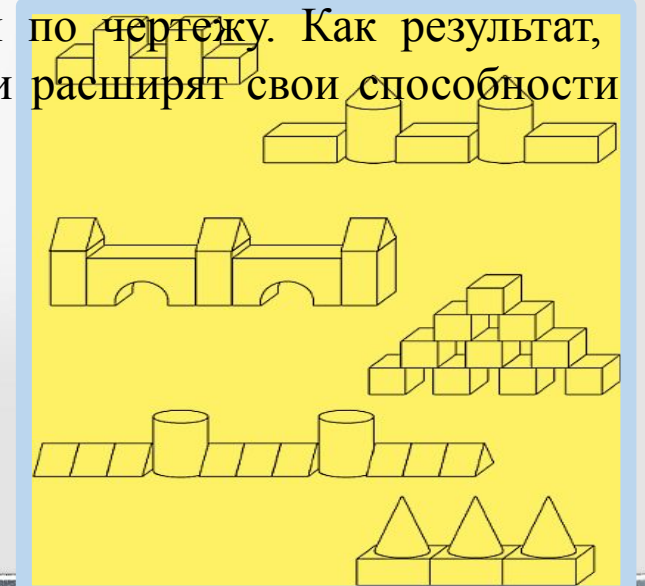 по чертежу. Как результат,
и расширят свои способности